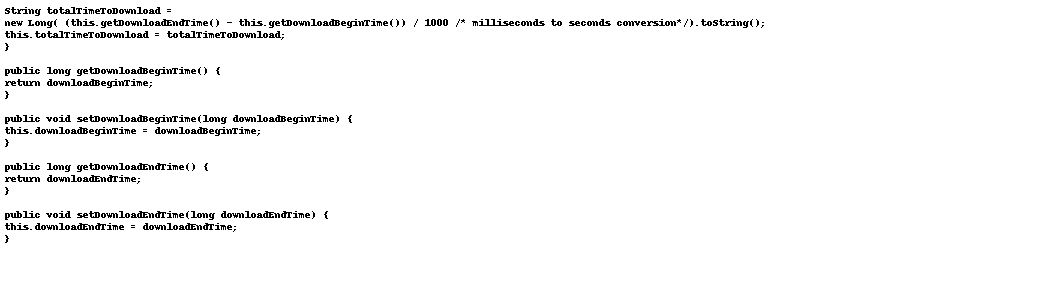 String totalTimeToDownload =
new Long( (this.getDownloadEndTime() - this.getDownloadBeginTime()) / 1000 /* milliseconds to seconds conversion*/).toString();
this.totalTimeToDownload = totalTimeToDownload;
}

public long getDownloadBeginTime() {
return downloadBeginTime;
}

public void setDownloadBeginTime(long downloadBeginTime) {
this.downloadBeginTime = downloadBeginTime;
}

public long getDownloadEndTime() {
return downloadEndTime;
}

public void setDownloadEndTime(long downloadEndTime) {
this.downloadEndTime = downloadEndTime;
}